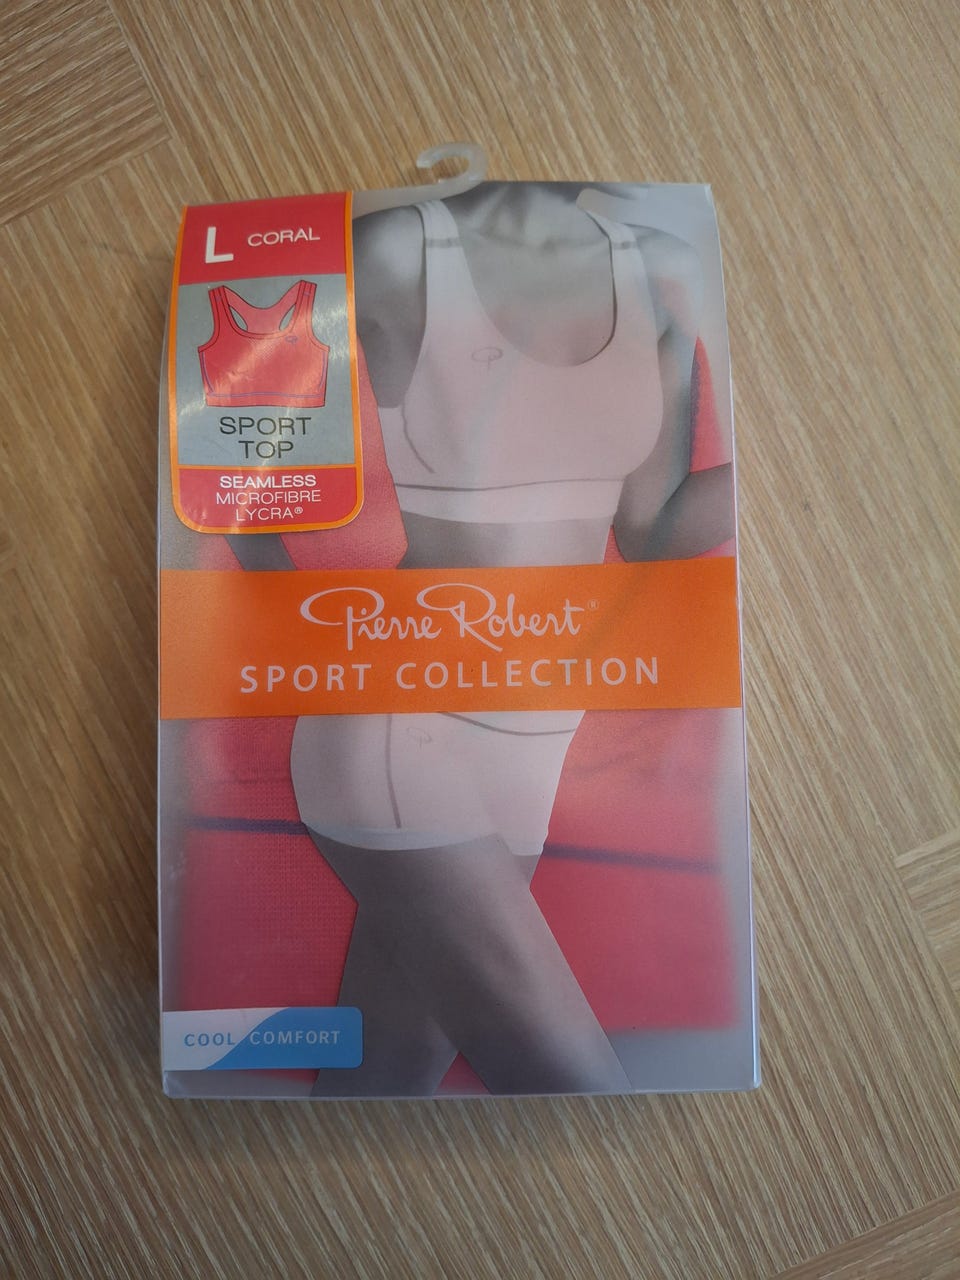 L CORAL
SPORT
TOP
SEAMLESS
MICROFIBRE
LYCRA®
Pierre Robert®
SPORT COLLECTION
COOL COMFORT